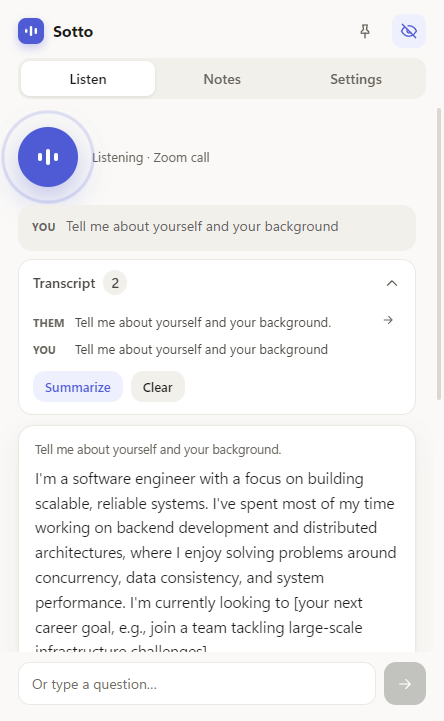 Sotto
Listen Notes Settings
Listening · Zoom call
YOU Tell me about yourself and your background
Transcript 2
THEM Tell me about yourself and your background.
YOU Tell me about yourself and your background
Summarize Clear
Tell me about yourself and your background.
I'm a software engineer with a focus on building
scalable, reliable systems. I've spent most of my time
working on backend development and distributed
architectures, where I enjoy solving problems around
concurrency, data consistency, and system
performance. I'm currently looking to [your next
career goal, e.g., join a team tackling large-scale
infrastructure challenges].
Or type a question...